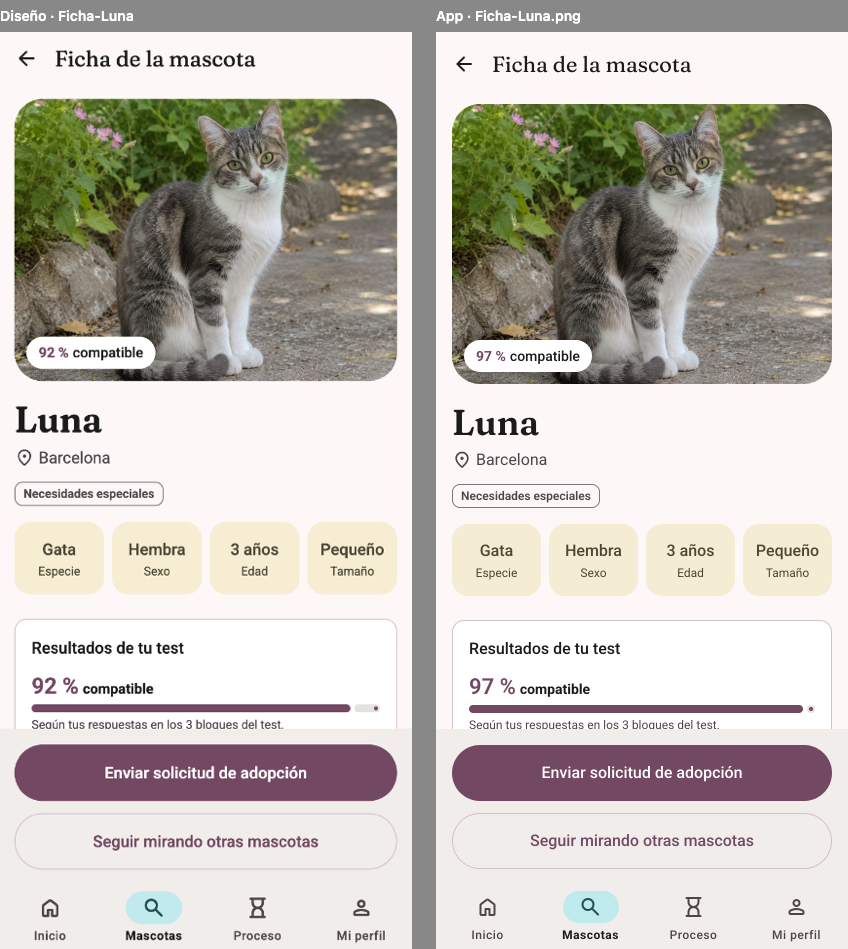 Diseño · Ficha-Luna
Ficha de la mascota
92 % compatible
Luna
Barcelona
Necesidades especiales
Gata Hembra 3 años Pequeño
Especie Sexo Edad Tamaño
Resultados de tu test
92 % compatible
Según tus respuestas en los 3 bloques del test.
Enviar solicitud de adopción
Seguir mirando otras mascotas
Inicio Mascotas Proceso Mi perfil
App · Ficha-Luna.png
Ficha de la mascota
97 % compatible
Luna
Barcelona
Necesidades especiales
Gata Hembra 3 años Pequeño
Especie Sexo Edad Tamaño
Resultados de tu test
97 % compatible
Según tus respuestas en los 3 bloques del test.
Enviar solicitud de adopción
Seguir mirando otras mascotas
Inicio Mascotas Proceso Mi perfil